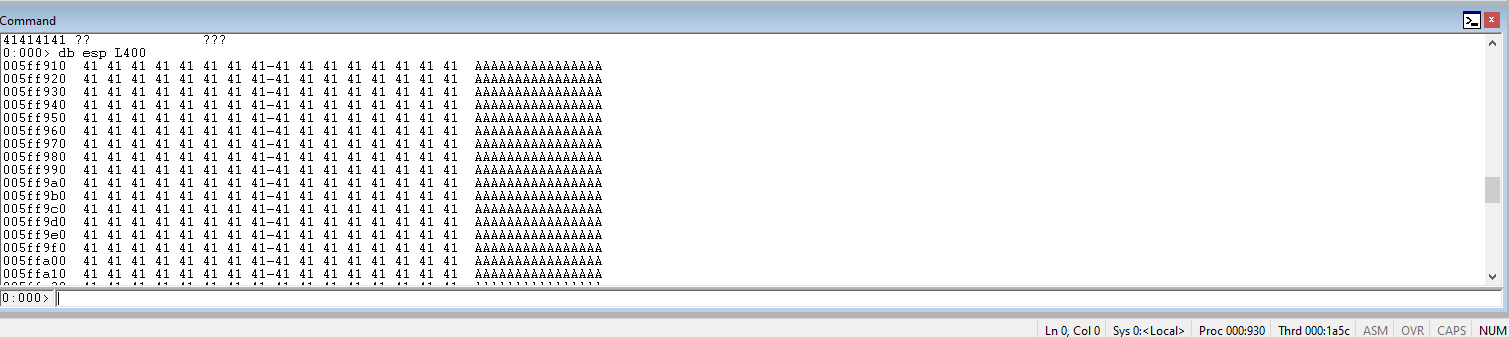 Command
41414141 ?? ???
0:000> db esp L400
005ff910 41 41 41 41 41 41 41 41-41 41 41 41 41 41 41 41 AAAAAAAAAAAAAAAA
005ff920 41 41 41 41 41 41 41 41-41 41 41 41 41 41 41 41 AAAAAAAAAAAAAAAA
005ff930 41 41 41 41 41 41 41 41-41 41 41 41 41 41 41 41 AAAAAAAAAAAAAAAA
005ff940 41 41 41 41 41 41 41 41-41 41 41 41 41 41 41 41 AAAAAAAAAAAAAAAA
005ff950 41 41 41 41 41 41 41 41-41 41 41 41 41 41 41 41 AAAAAAAAAAAAAAAA
005ff960 41 41 41 41 41 41 41 41-41 41 41 41 41 41 41 41 AAAAAAAAAAAAAAAA
005ff970 41 41 41 41 41 41 41 41-41 41 41 41 41 41 41 41 AAAAAAAAAAAAAAAA
005ff980 41 41 41 41 41 41 41 41-41 41 41 41 41 41 41 41 AAAAAAAAAAAAAAAA
005ff990 41 41 41 41 41 41 41 41-41 41 41 41 41 41 41 41 AAAAAAAAAAAAAAAA
005ff9a0 41 41 41 41 41 41 41 41-41 41 41 41 41 41 41 41 AAAAAAAAAAAAAAAA
005ff9b0 41 41 41 41 41 41 41 41-41 41 41 41 41 41 41 41 AAAAAAAAAAAAAAAA
005ff9c0 41 41 41 41 41 41 41 41-41 41 41 41 41 41 41 41 AAAAAAAAAAAAAAAA
005ff9d0 41 41 41 41 41 41 41 41-41 41 41 41 41 41 41 41 AAAAAAAAAAAAAAAA
005ff9e0 41 41 41 41 41 41 41 41-41 41 41 41 41 41 41 41 AAAAAAAAAAAAAAAA
005ff9f0 41 41 41 41 41 41 41 41-41 41 41 41 41 41 41 41 AAAAAAAAAAAAAAAA
005ffa00 41 41 41 41 41 41 41 41-41 41 41 41 41 41 41 41 AAAAAAAAAAAAAAAA
005ffa10 41 41 41 41 41 41 41 41-41 41 41 41 41 41 41 41 AAAAAAAAAAAAAAAA
0:000>
Ln 0, Col 0 Sys 0:<Local> Proc 000:930 Thrd 000:1a5c ASM OVR CAPS NUM